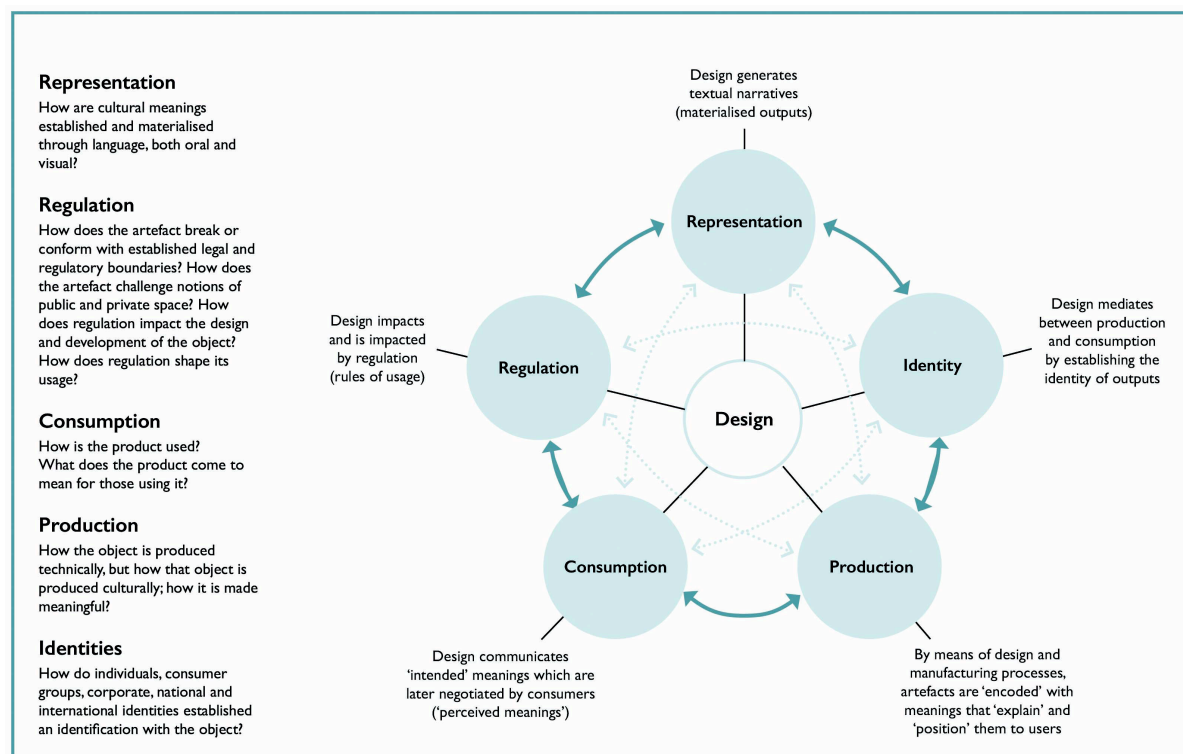 Representation
How are cultural meanings
established and materialised
through language, both oral and
visual?
Regulation
How does the artefact break or
conform with established legal and
regulatory boundaries? How does
the artefact challenge notions of
public and private space? How
does regulation impact the design
and development of the object?
How does regulation shape its
usage?
Consumption
How is the product used?
What does the product come to
mean for those using it?
Production
How the object is produced
technically, but how that object is
produced culturally; how it is made
meaningful?
Identities
How do individuals, consumer
groups, corporate, national and
international identities established
an identification with the object?
Design generates
textual narratives
(materialised outputs)
Representation
Design impacts
and is impacted
by regulation
(rules of usage)
Regulation
Identity
Design mediates
between production
and consumption
by establishing the
identity of outputs
Design
Consumption
Production
Design communicates
‘intended’ meanings which are
later negotiated by consumers
(‘perceived meanings’)
By means of design and
manufacturing processes,
artefacts are ‘encoded’ with
meanings that ‘explain’ and
‘position’ them to users